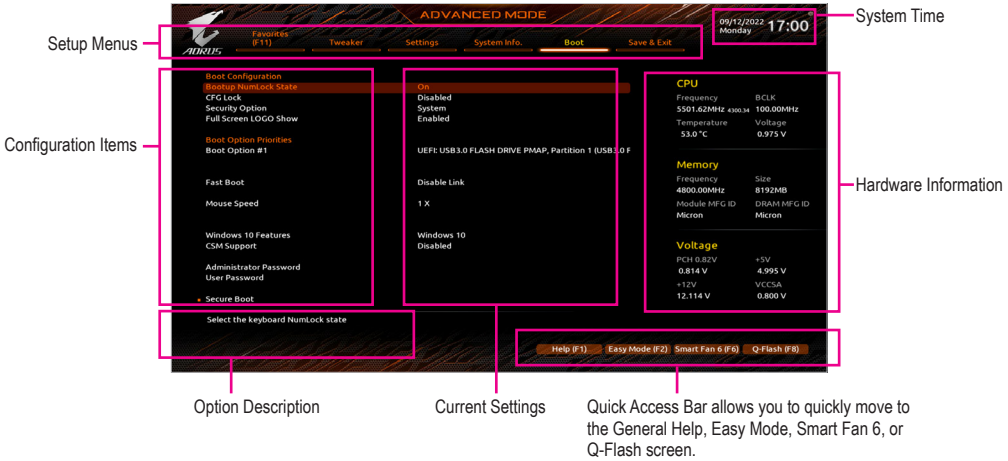 ADVANCED MODE
09/12/2022 17:00
Monday
System Time
Setup Menus
AORUS
Favorites
(F11)
Tweaker
Settings
System Info.
Boot
Save & Exit
Configuration Items
Boot Configuration
Bootup NumLock State On
CFG Lock Disabled
Security Option System
Full Screen LOGO Show Enabled
Boot Option Priorities
Boot Option #1 UEFI: USB3.0 FLASH DRIVE PMAP, Partition 1 (USB3.0 F
Fast Boot Disable Link
Mouse Speed 1 X
Windows 10 Features Windows 10
CSM Support Disabled
Administrator Password
User Password
Secure Boot
Select the keyboard NumLock state
CPU
Frequency BCLK
5501.62MHz 4300.34 100.00MHz
Temperature Voltage
53.0 °C 0.975 V
Memory
Frequency Size
4800.00MHz 8192MB
Module MFG ID DRAM MFG ID
Micron Micron
Voltage
PCH 0.82V +5V
0.814 V 4.995 V
+12V VCCSA
12.114 V 0.800 V
Hardware Information
Help (F1) Easy Mode (F2) Smart Fan 6 (F6) Q-Flash (F8)
Option Description
Current Settings
Quick Access Bar allows you to quickly move to
the General Help, Easy Mode, Smart Fan 6, or
Q-Flash screen.